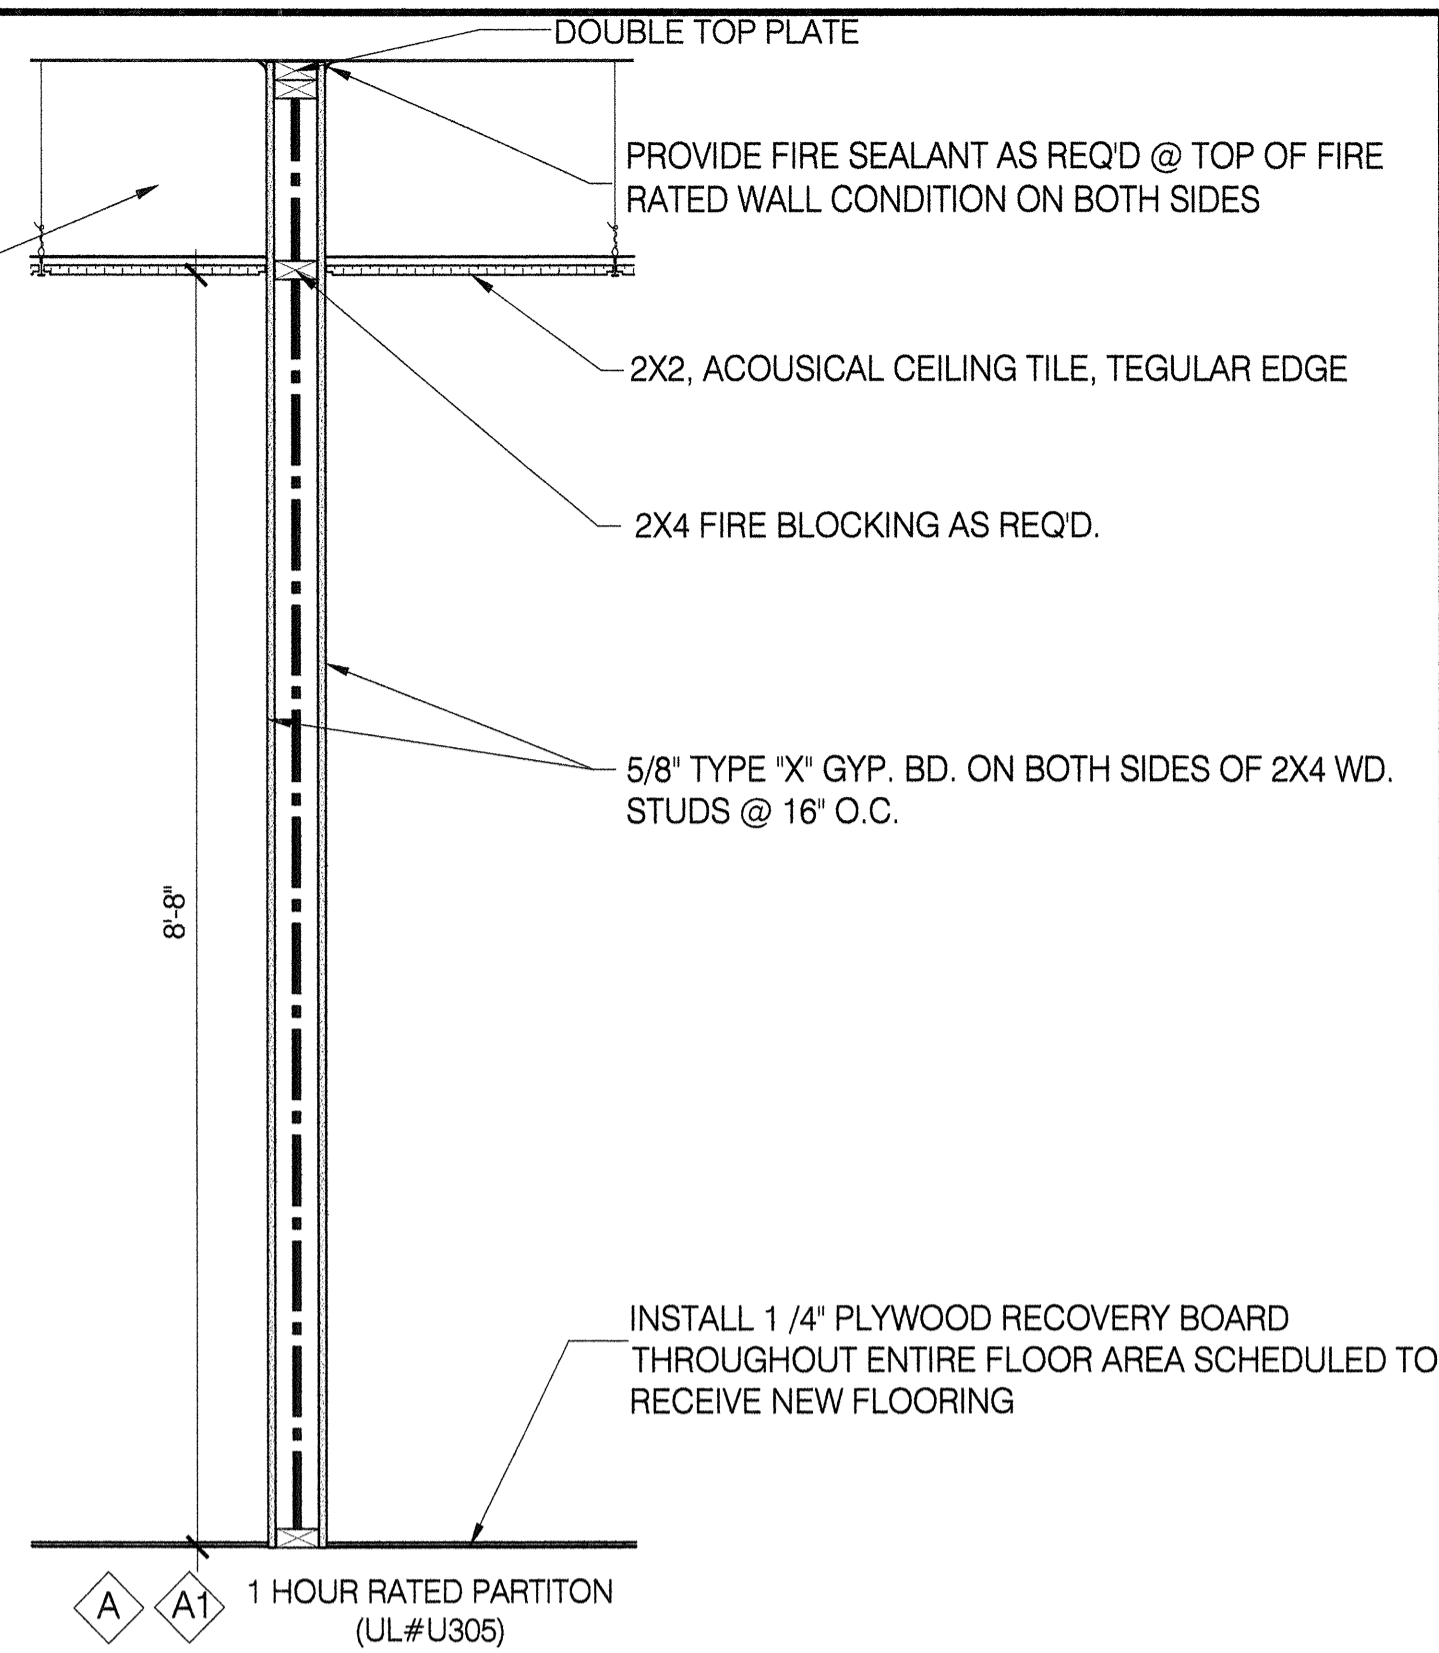 DOUBLE TOP PLATE
PROVIDE FIRE SEALANT AS REQ'D @ TOP OF FIRE
RATED WALL CONDITION ON BOTH SIDES
2X2, ACOUSICAL CEILING TILE, TEGULAR EDGE
2X4 FIRE BLOCKING AS REQ'D.
5/8" TYPE "X" GYP. BD. ON BOTH SIDES OF 2X4 WD.
STUDS @ 16" O.C.
8'-8"
INSTALL 1 /4" PLYWOOD RECOVERY BOARD
THROUGHOUT ENTIRE FLOOR AREA SCHEDULED TO
RECEIVE NEW FLOORING
A A1 1 HOUR RATED PARTITON
(UL#U305)